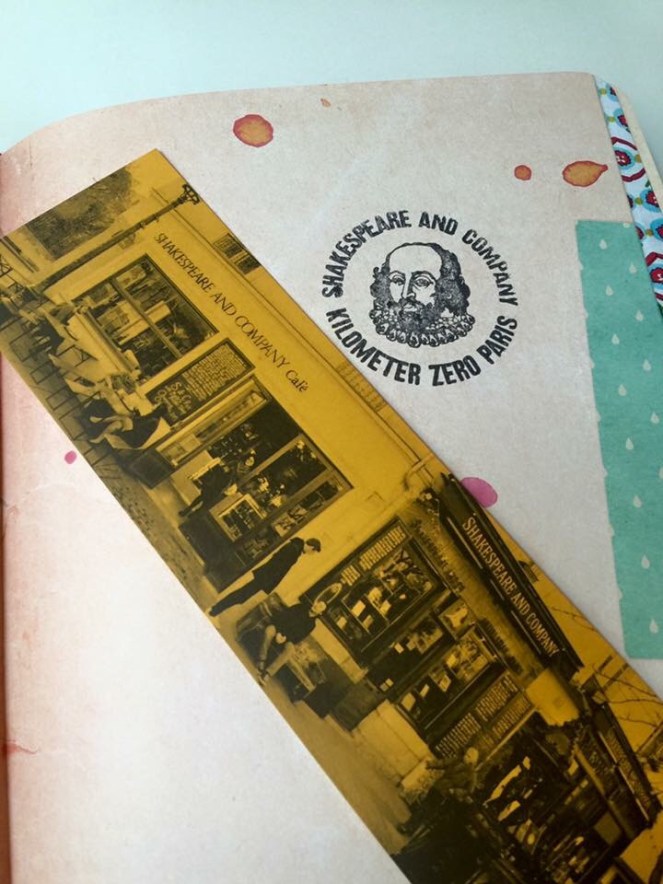 SHAKESPEARE AND COMPANY
KILOMETER ZERO PARIS
SHAKESPEARE AND COMPANY Café
SHAKESPEARE AND COMPANY